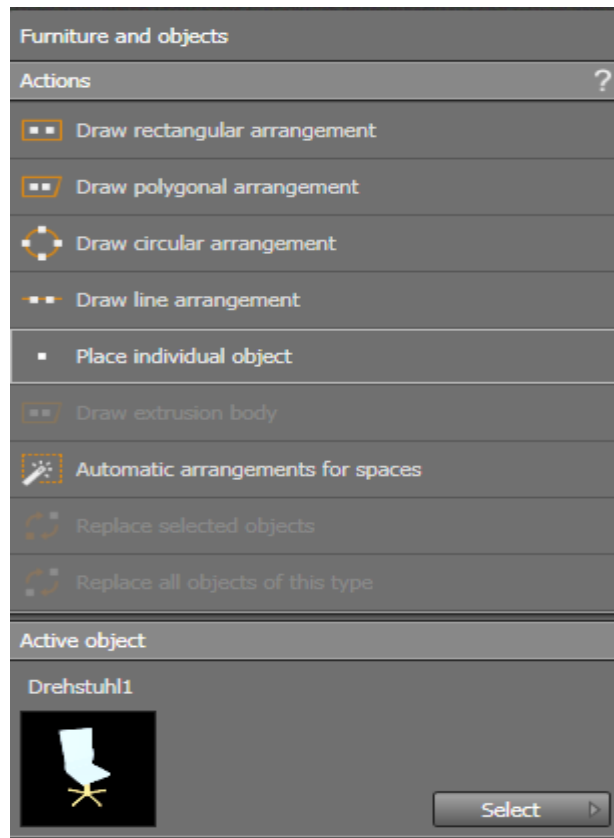 Furniture and objects
Actions ?
Draw rectangular arrangement
Draw polygonal arrangement
Draw circular arrangement
Draw line arrangement
Place individual object
Draw extrusion body
Automatic arrangements for spaces
Replace selected objects
Replace all objects of this type
Active object
Drehstuhl1
Select